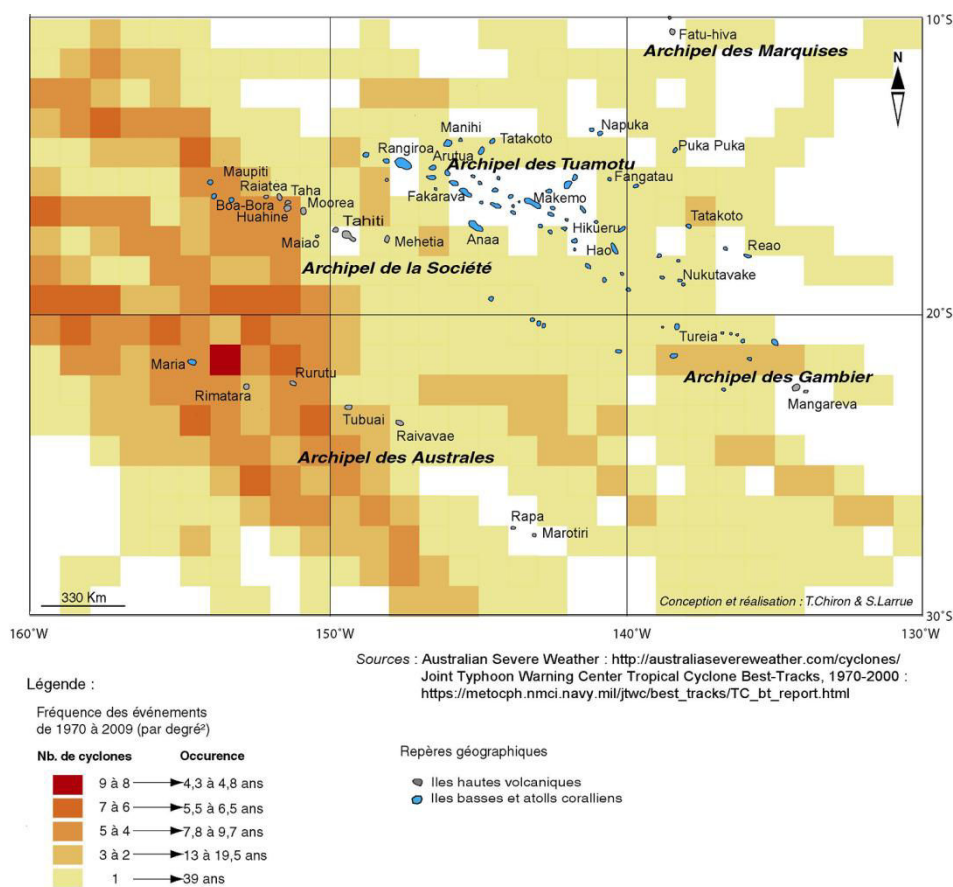 10˚S
Fatu-hiva
Archipel des Marquises
N
Manihi
Tatakoto
Napuka
Puka Puka
Rangiroa
Arutua
Archipel des Tuamotu
Maupiti
Raiatea
Taha
Fangatau
Boa-Bora
Moorea
Fakarava
Makemo
Huahine
Tatakoto
Tahiti
Hikueru
Maiao
Mehetia
Anaa
Hao
Reao
Archipel de la Société
Nukutavake
20˚S
Tureia
Maria
Rurutu
Archipel des Gambier
Rimatara
Mangareva
Tubuai
Raivavae
Archipel des Australes
Rapa
Marotiri
330 Km
Conception et réalisation : T.Chiron & S.Larrue
30˚S
160˚W
150˚W
140˚W
130˚W
Sources : Australian Severe Weather : http://australiasevereweather.com/cyclones/
Joint Typhoon Warning Center Tropical Cyclone Best-Tracks, 1970-2000 :
https://metocph.nmci.navy.mil/jtwc/best_tracks/TC_bt_report.html
Légende :
Fréquence des événements
de 1970 à 2009 (par degré²)
Nb. de cyclones Occurence
9 à 8 4,3 à 4,8 ans
7 à 6 5,5 à 6,5 ans
5 à 4 7,8 à 9,7 ans
3 à 2 13 à 19,5 ans
1 39 ans
Repères géographiques
Iles hautes volcaniques
Iles basses et atolls coralliens